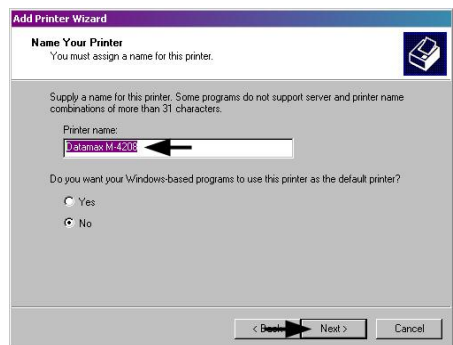 Add Printer Wizard
Name Your Printer
You must assign a name for this printer.
Supply a name for this printer. Some programs do not support server and printer name
combinations of more than 31 characters.
Printer name:
Datamax M-4208
Do you want your Windows-based programs to use this printer as the default printer?
Yes
No
< Back Next > Cancel